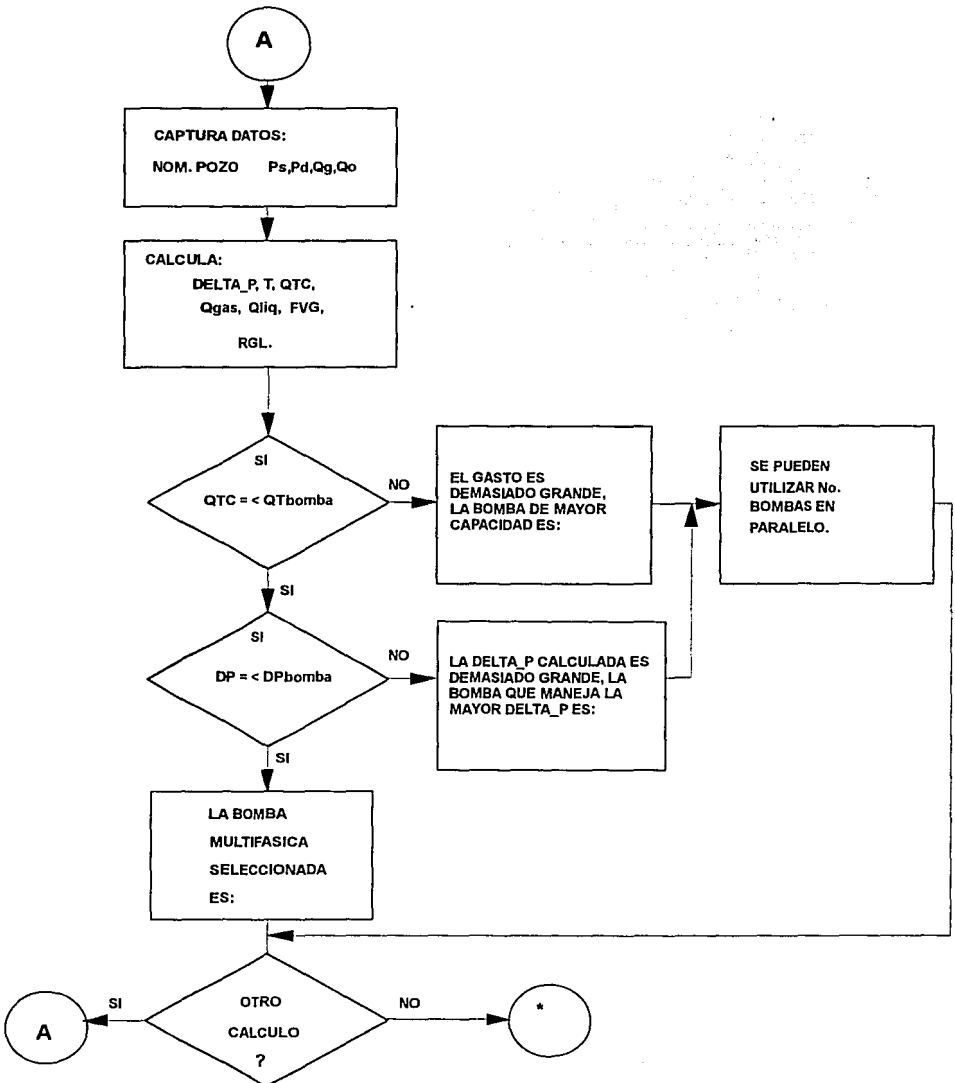 A
CAPTURA DATOS:
NOM. POZO Ps,Pd,Qg,Qo
CALCULA:
DELTA_P, T, QTC,
Qgas, Qliq, FVG,
RGL.
SI
QTC = < QTbomba
NO
EL GASTO ES
DEMASIADO GRANDE,
LA BOMBA DE MAYOR
CAPACIDAD ES:
SE PUEDEN
UTILIZAR No.
BOMBAS EN
PARALELO.
SI
SI
DP = < DPbomba
NO
LA DELTA_P CALCULADA ES
DEMASIADO GRANDE, LA
BOMBA QUE MANEJA LA
MAYOR DELTA_P ES:
SI
LA BOMBA
MULTIFASICA
SELECCIONADA
ES:
SI
A
OTRO
CALCULO
?
NO
*